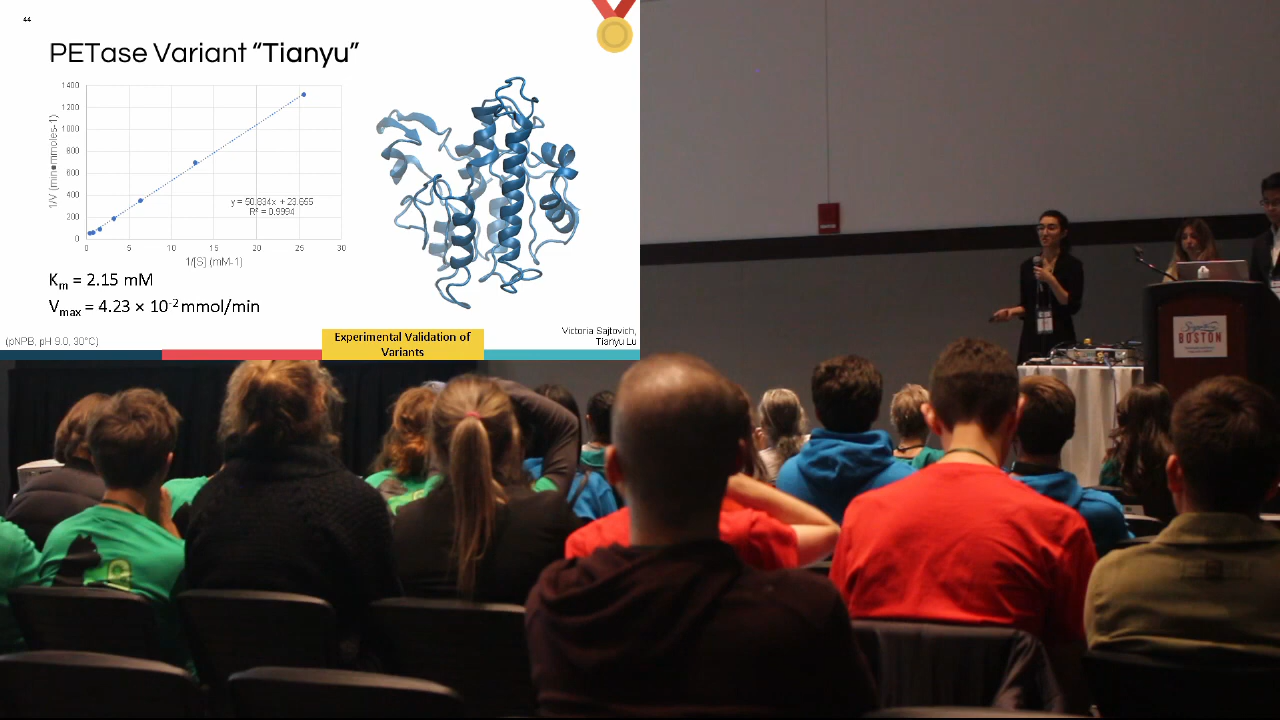 44
PETase Variant “Tianyu”
1400
1200
1000
800
600
400
200
0
0 5 10 15 20 25 30
1/V (min•mmoles-1)
y = 50.834x + 23.655
R² = 0.9994
1/[S] (mM-1)
Km = 2.15 mM
Vmax = 4.23 × 10-2 mmol/min
(pNPB, pH 9.0, 30°C)
Experimental Validation of
Variants
Victoria Sajtovich,
Tianyu Lu
BOSTON